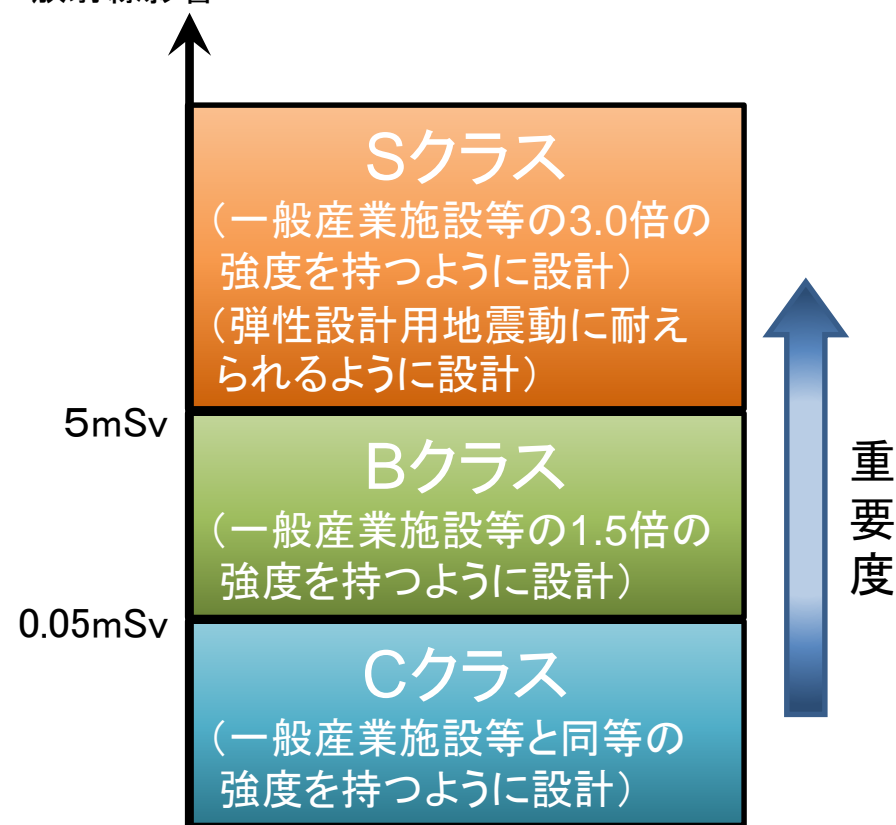 Sクラス
（一般産業施設等の3.0倍の
強度を持つように設計）
（弾性設計用地震動に耐え
られるように設計）
5mSv
Bクラス
（一般産業施設等の1.5倍の
強度を持つように設計）
0.05mSv
Cクラス
（一般産業施設等と同等の
強度を持つように設計）
重要度